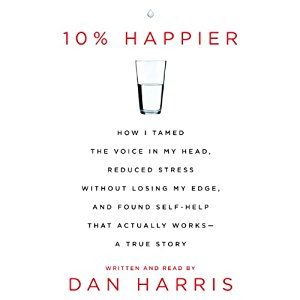 10% HAPPIER
HOW I TAMED
THE VOICE IN MY HEAD,
REDUCED STRESS
WITHOUT LOSING MY EDGE,
AND FOUND SELF-HELP
THAT ACTUALLY WORKS—
A TRUE STORY
WRITTEN AND READ BY
DAN HARRIS